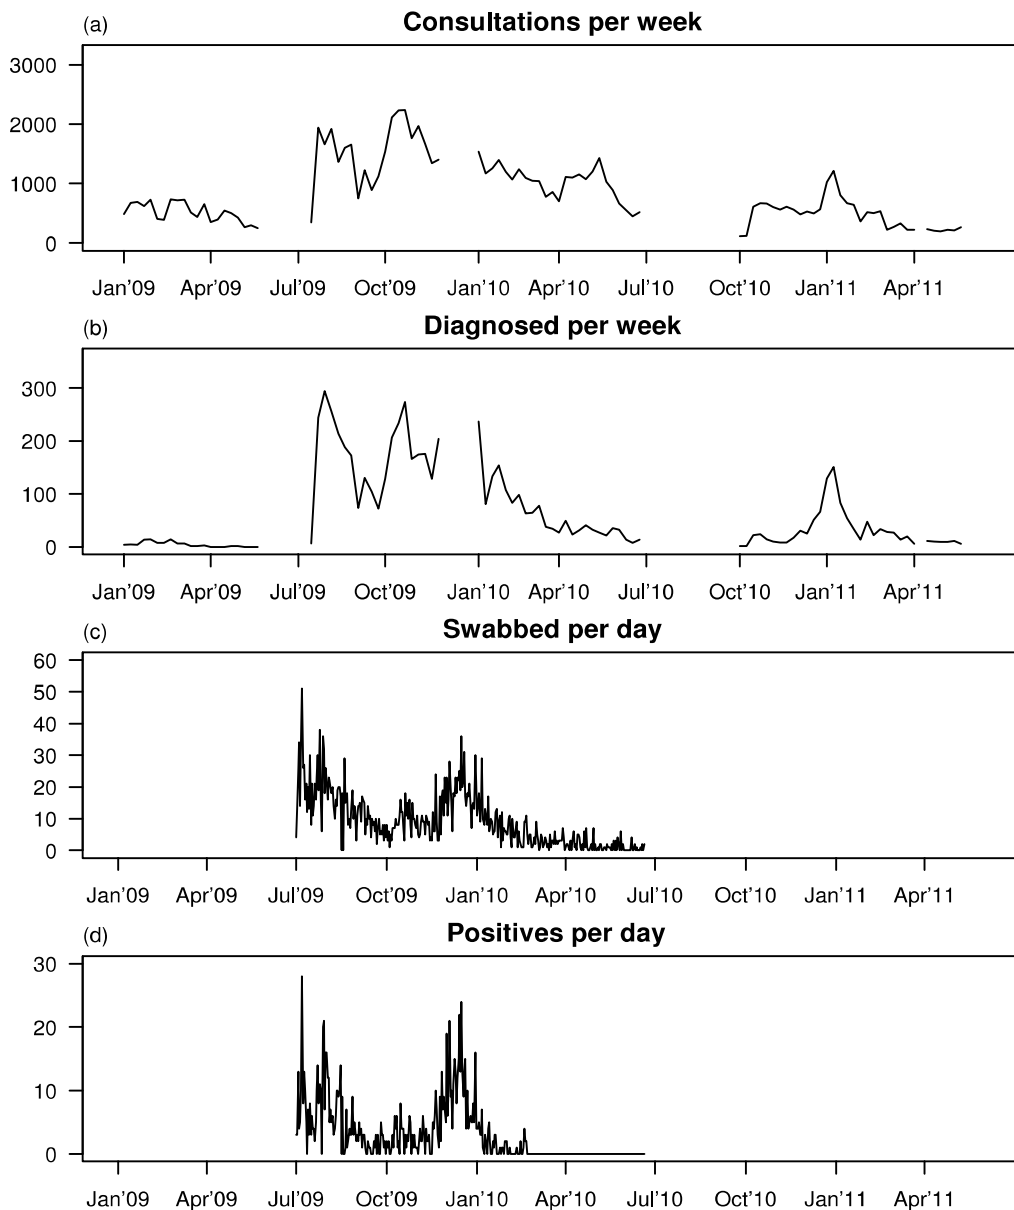 (a) Consultations per week
3000
2000
1000
0
Jan'09 Apr'09 Jul'09 Oct'09 Jan'10 Apr'10 Jul'10 Oct'10 Jan'11 Apr'11
(b) Diagnosed per week
300
200
100
0
Jan'09 Apr'09 Jul'09 Oct'09 Jan'10 Apr'10 Jul'10 Oct'10 Jan'11 Apr'11
(c) Swabbed per day
60
50
40
30
20
10
0
Jan'09 Apr'09 Jul'09 Oct'09 Jan'10 Apr'10 Jul'10 Oct'10 Jan'11 Apr'11
(d) Positives per day
30
20
10
0
Jan'09 Apr'09 Jul'09 Oct'09 Jan'10 Apr'10 Jul'10 Oct'10 Jan'11 Apr'11